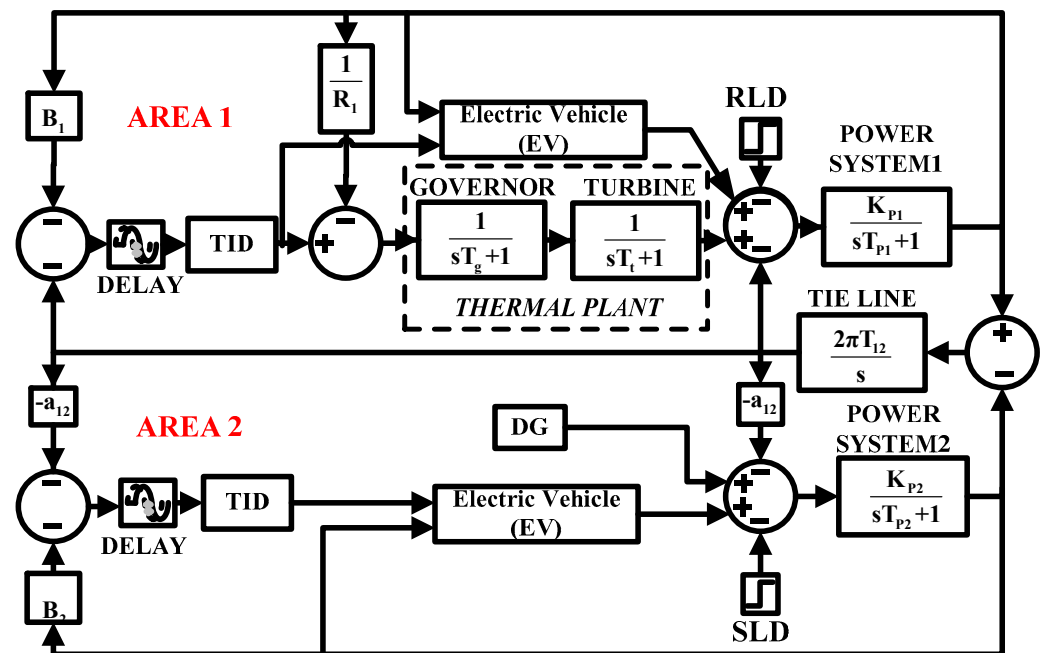 1
R₁
B₁
AREA 1
Electric Vehicle
(EV)
RLD
POWER
SYSTEM1
GOVERNOR
TURBINE
−
−
DELAY
TID
+
−
1
sTg+1
1
sTt+1
THERMAL PLANT
+
+
−
−
KP1
sTP1+1
TIE LINE
2πT₁₂
s
+
−
-a₁₂
AREA 2
DG
-a₁₂
POWER
SYSTEM2
−
−
DELAY
TID
Electric Vehicle
(EV)
+
+
−
−
KP2
sTP2+1
B₂
SLD